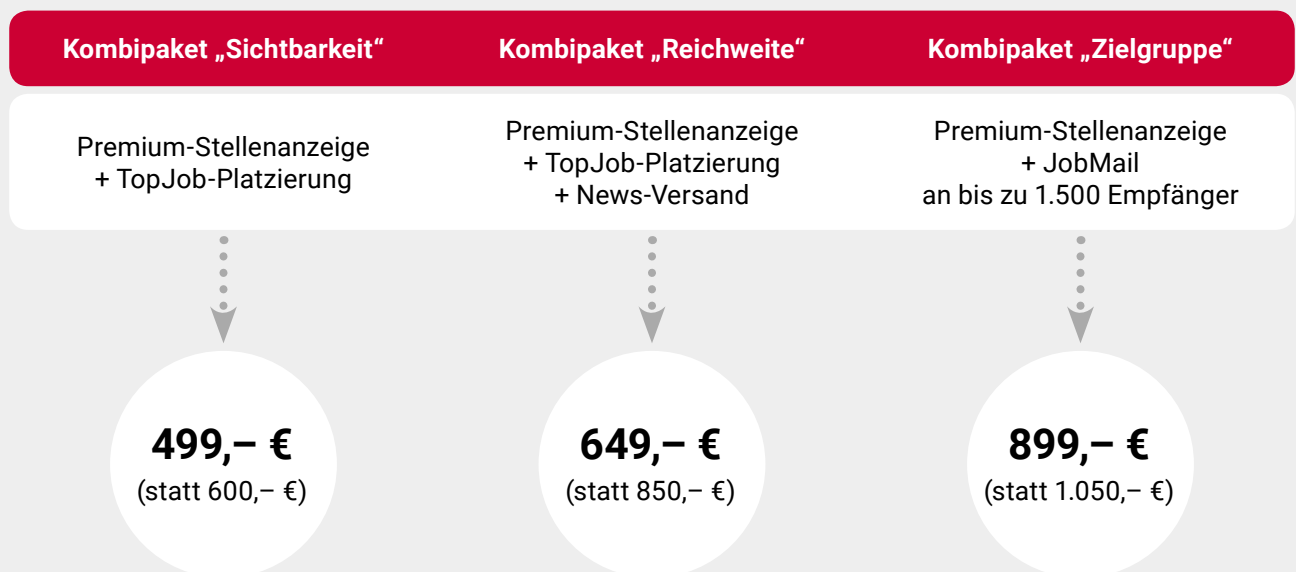 Kombipaket „Sichtbarkeit“
Kombipaket „Reichweite“
Kombipaket „Zielgruppe“
Premium-Stellenanzeige
+ TopJob-Platzierung
Premium-Stellenanzeige
+ TopJob-Platzierung
+ News-Versand
Premium-Stellenanzeige
+ JobMail
an bis zu 1.500 Empfänger
499,– €
(statt 600,– €)
649,– €
(statt 850,– €)
899,– €
(statt 1.050,– €)